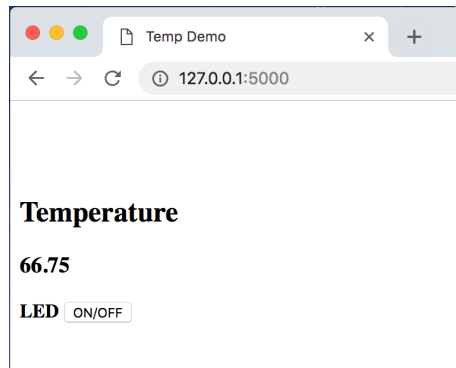 Temp Demo
127.0.0.1:5000
Temperature
66.75
LED ON/OFF